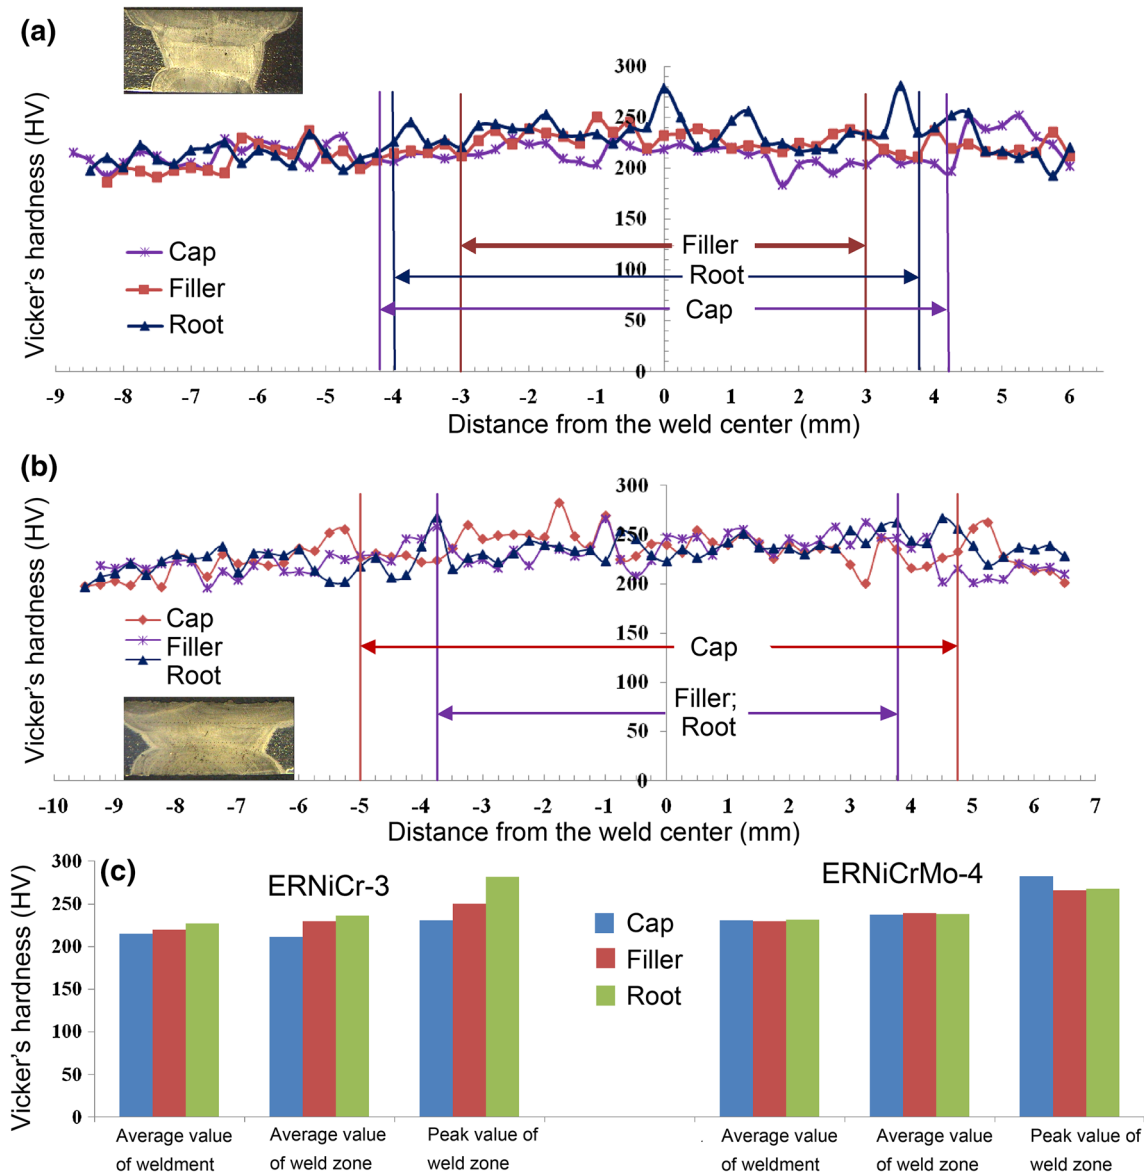 (a)
Vicker's hardness (HV)
300
250
200
150
100
50
0
Filler
Root
Cap
Cap
Filler
Root
-9 -8 -7 -6 -5 -4 -3 -2 -1 0 1 2 3 4 5 6
Distance from the weld center (mm)
(b)
Vicker's hardness (HV)
300
250
200
150
100
50
0
Cap
Filler
Root
Cap
Filler;
Root
-10 -9 -8 -7 -6 -5 -4 -3 -2 -1 0 1 2 3 4 5 6 7
Distance from the weld center (mm)
(c)
Vicker's hardness (HV)
300
250
200
150
100
50
0
ERNiCr-3
ERNiCrMo-4
Cap
Filler
Root
Average value
of weldment
Average value
of weld zone
Peak value of
weld zone
Average value
of weldment
Average value
of weld zone
Peak value of
weld zone